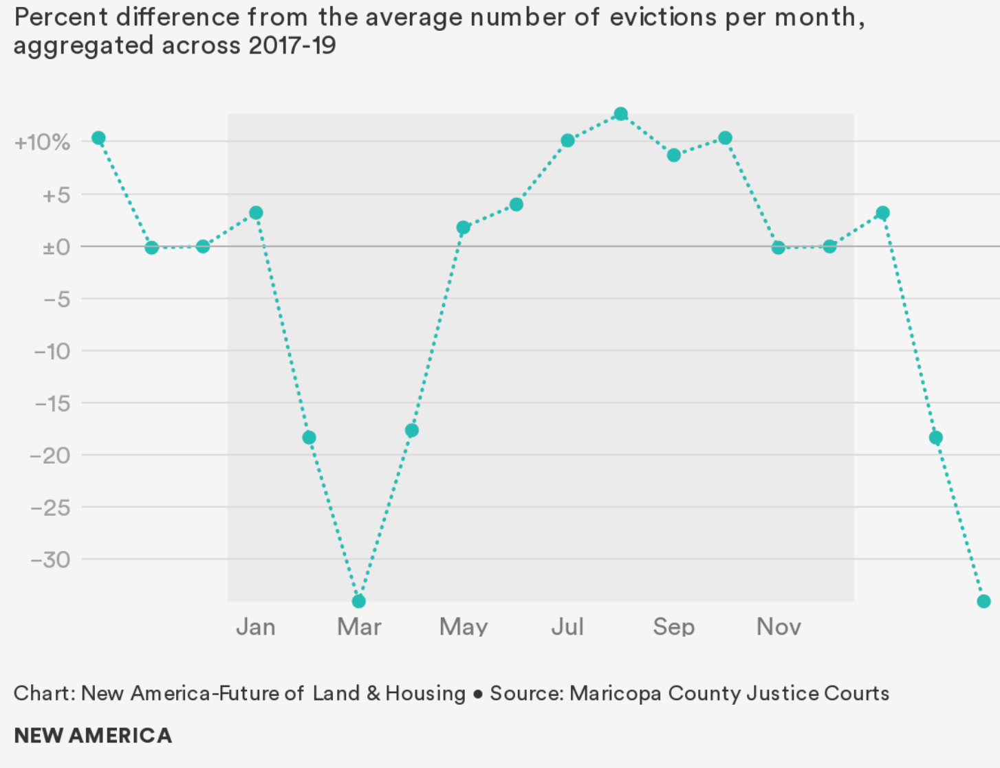 Percent difference from the average number of evictions per month,
aggregated across 2017-19
+10%
+5
±0
−5
−10
−15
−20
−25
−30
Jan Mar May Jul Sep Nov
Chart: New America-Future of Land & Housing • Source: Maricopa County Justice Courts
NEW AMERICA